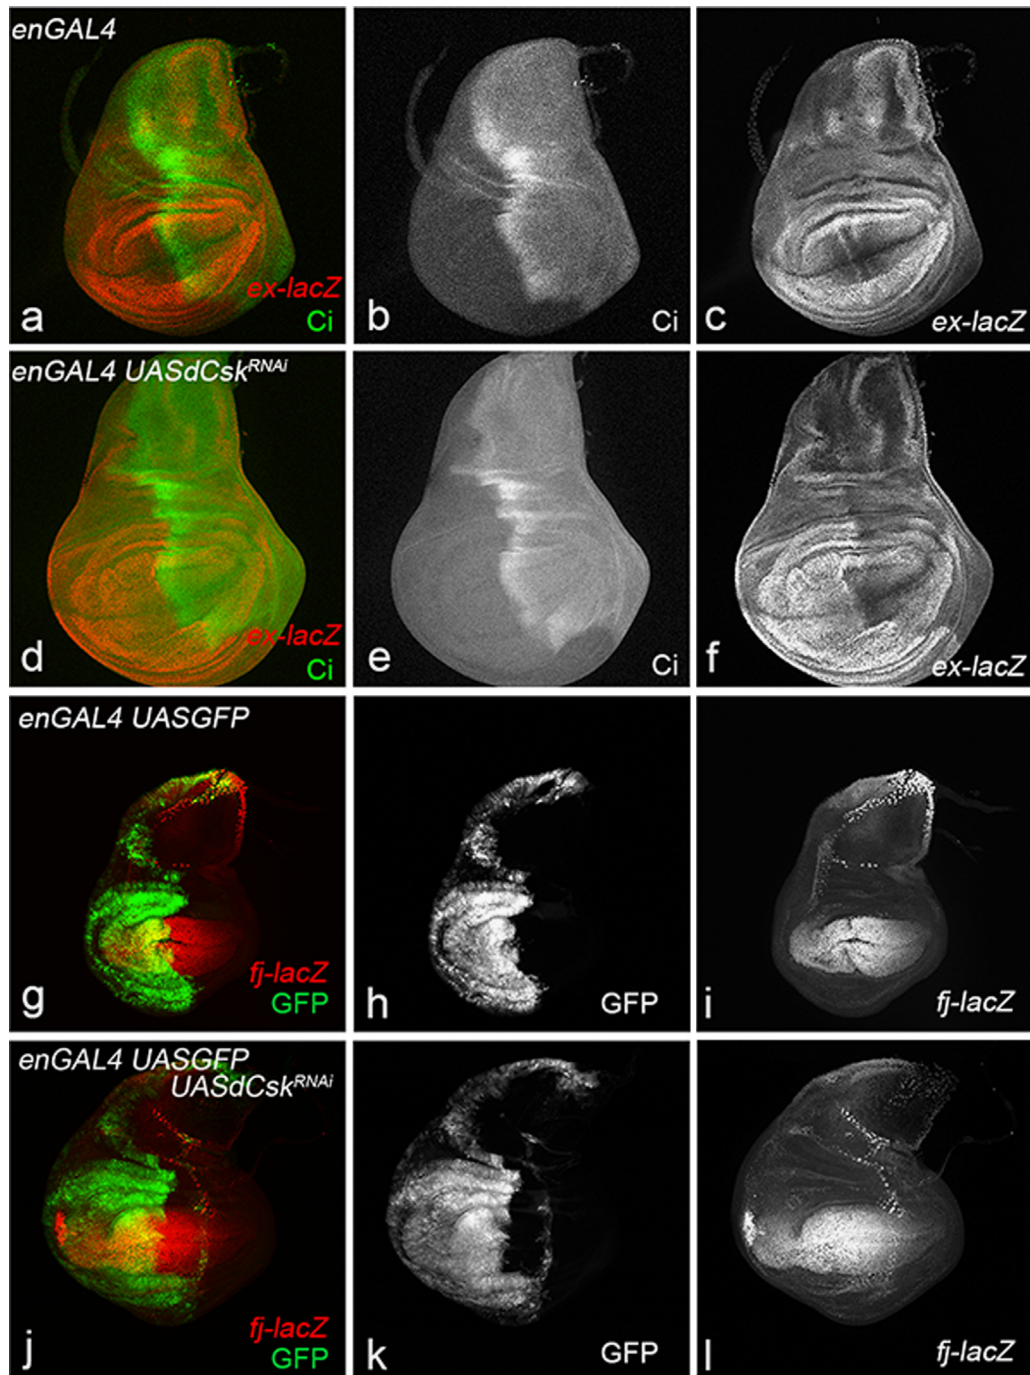 enGAL4
ex-lacZ
a Ci
b Ci
c ex-lacZ
enGAL4 UASdCsk^RNAi
ex-lacZ
d Ci
e Ci
f ex-lacZ
enGAL4 UASGFP
fj-lacZ
g GFP
h GFP
i fj-lacZ
enGAL4 UASGFP
UASdCsk^RNAi
fj-lacZ
j GFP
k GFP
l fj-lacZ